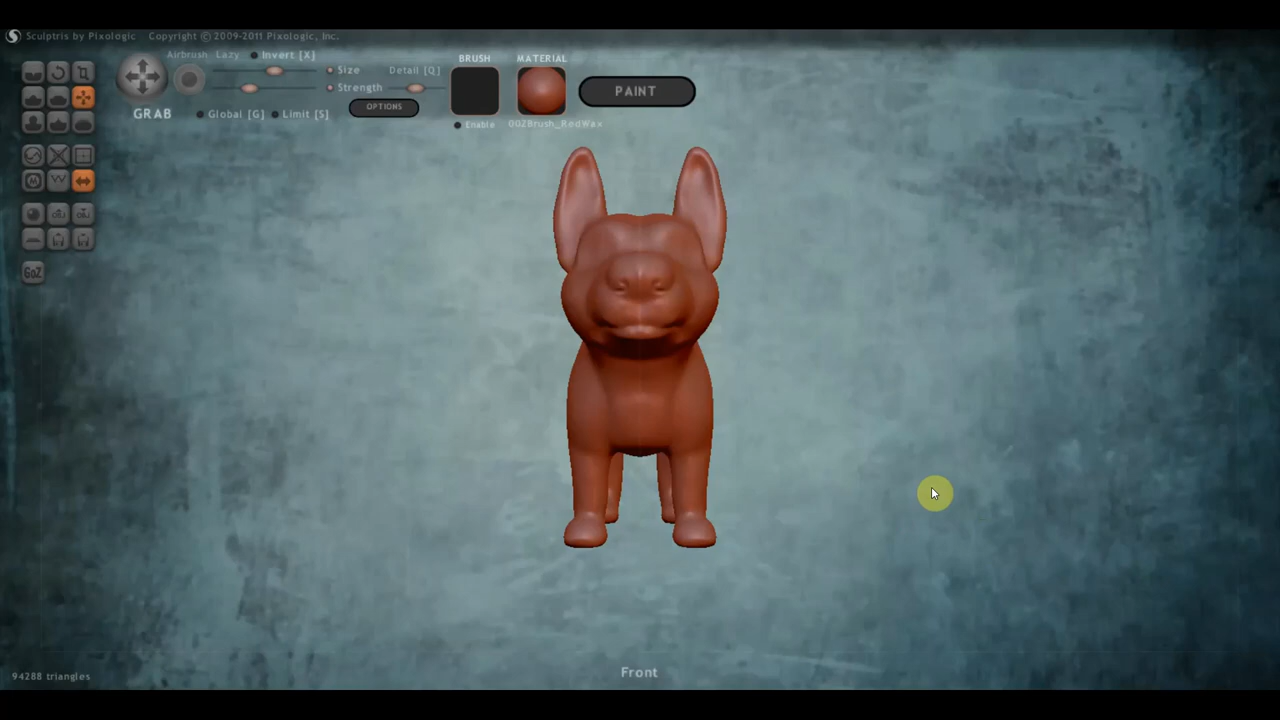 Sculptris by Pixologic Copyright © 2009-2011 Pixologic, Inc.
Airbrush Lazy Invert [X]
Size Detail [Q]
Strength
GRAB Global [G] Limit [S] OPTIONS
BRUSH
Enable
MATERIAL
00ZBrush_RedWax
PAINT
GoZ
94288 triangles
Front